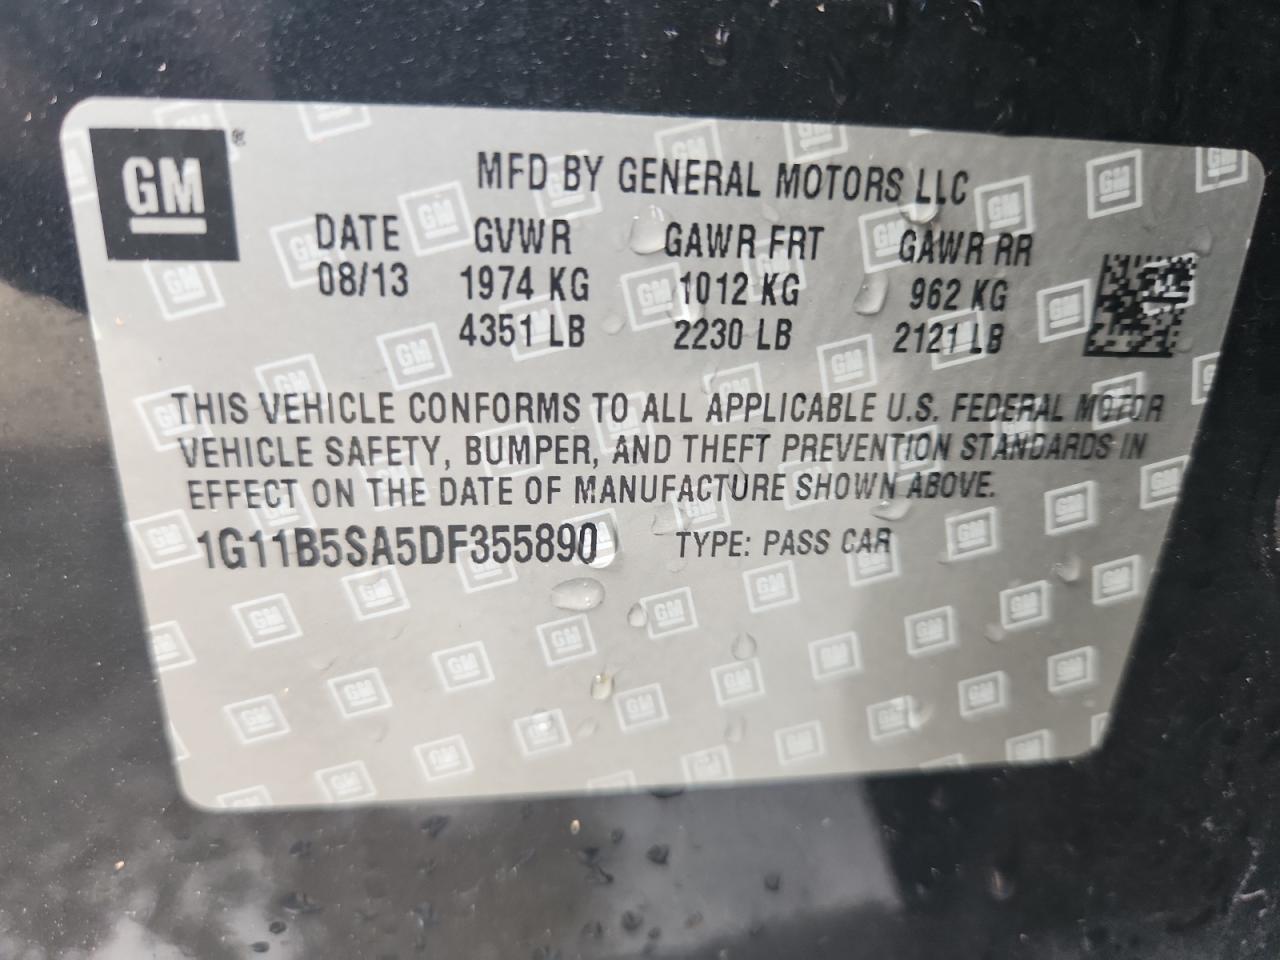 GM®
MFD BY GENERAL MOTORS LLC
DATE GVWR GAWR FRT GAWR RR
08/13 1974 KG 1012 KG 962 KG
4351 LB 2230 LB 2121 LB
THIS VEHICLE CONFORMS TO ALL APPLICABLE U.S. FEDERAL MOTOR
VEHICLE SAFETY, BUMPER, AND THEFT PREVENTION STANDARDS IN
EFFECT ON THE DATE OF MANUFACTURE SHOWN ABOVE.
1G11B5SA5DF355890 TYPE: PASS CAR